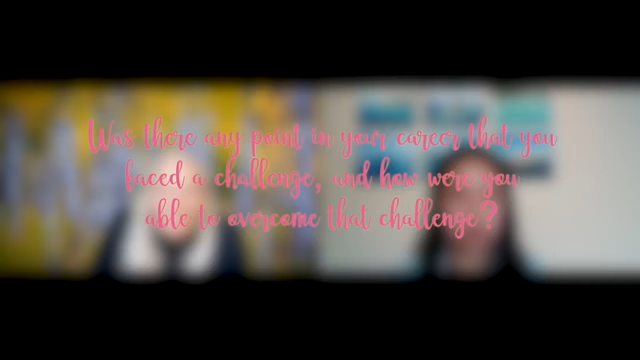 Was there any point in your career that you
faced a challenge, and how were you
able to overcome that challenge?